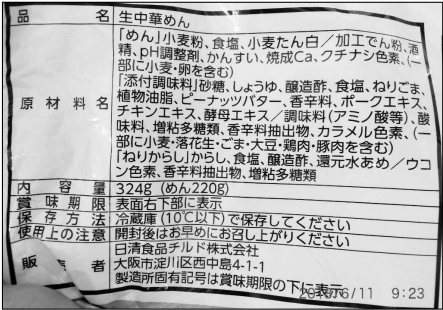 品名 生中華めん
「めん」小麦粉、食塩、小麦たん白／加工でん粉、酒
精、pH調整剤、かんすい、焼成Ca、クチナシ色素、（一
部に小麦・卵を含む）
原材料名 「添付調味料」砂糖、しょうゆ、醸造酢、食塩、ねりごま、
植物油脂、ピーナッツバター、香辛料、ポークエキス、
チキンエキス、酵母エキス／調味料（アミノ酸等）、酸
味料、増粘多糖類、香辛料抽出物、カラメル色素、（一
部に小麦・落花生・ごま・大豆・鶏肉・豚肉を含む）
「ねりからし」からし、食塩、醸造酢、還元水あめ／ウコ
ン色素、香辛料抽出物、増粘多糖類
内容量 324g（めん220g）
賞味期限 表面右下部に表示
保存方法 冷蔵庫（10℃以下）で保存してください
使用上の注意 開封後はお早めにお召し上がりください
販売者 日清食品チルド株式会社
大阪市淀川区西中島4-1-1
製造所固有記号は賞味期限の下に表示
6/11 9:23